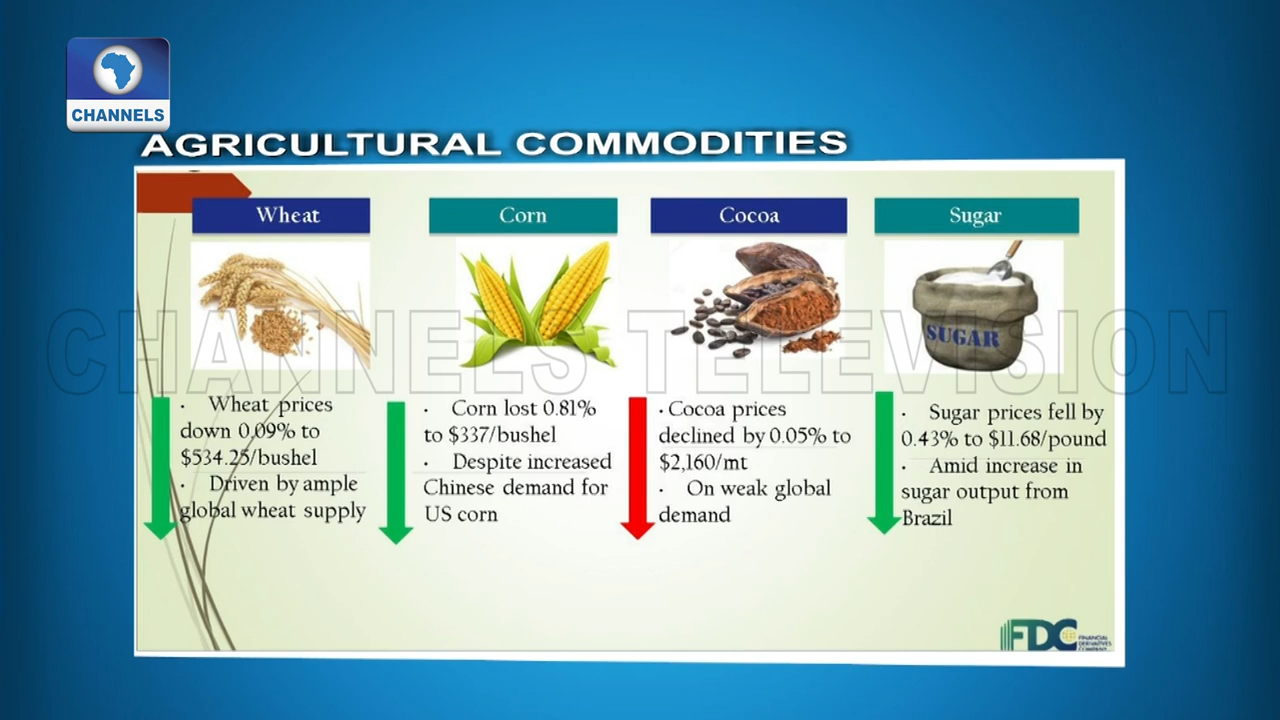 CHANNELS
AGRICULTURAL COMMODITIES
Wheat
Corn
Cocoa
Sugar
SUGAR
CHANNELS TELEVISION
· Wheat prices
down 0.09% to
$534.25/bushel
· Driven by ample
global wheat supply
· Corn lost 0.81%
to $337/bushel
· Despite increased
Chinese demand for
US corn
· Cocoa prices
declined by 0.05% to
$2,160/mt
· On weak global
demand
· Sugar prices fell by
0.43% to $11.68/pound
· Amid increase in
sugar output from
Brazil
FDC
FINANCIAL
DERIVATIVES
COMPANY